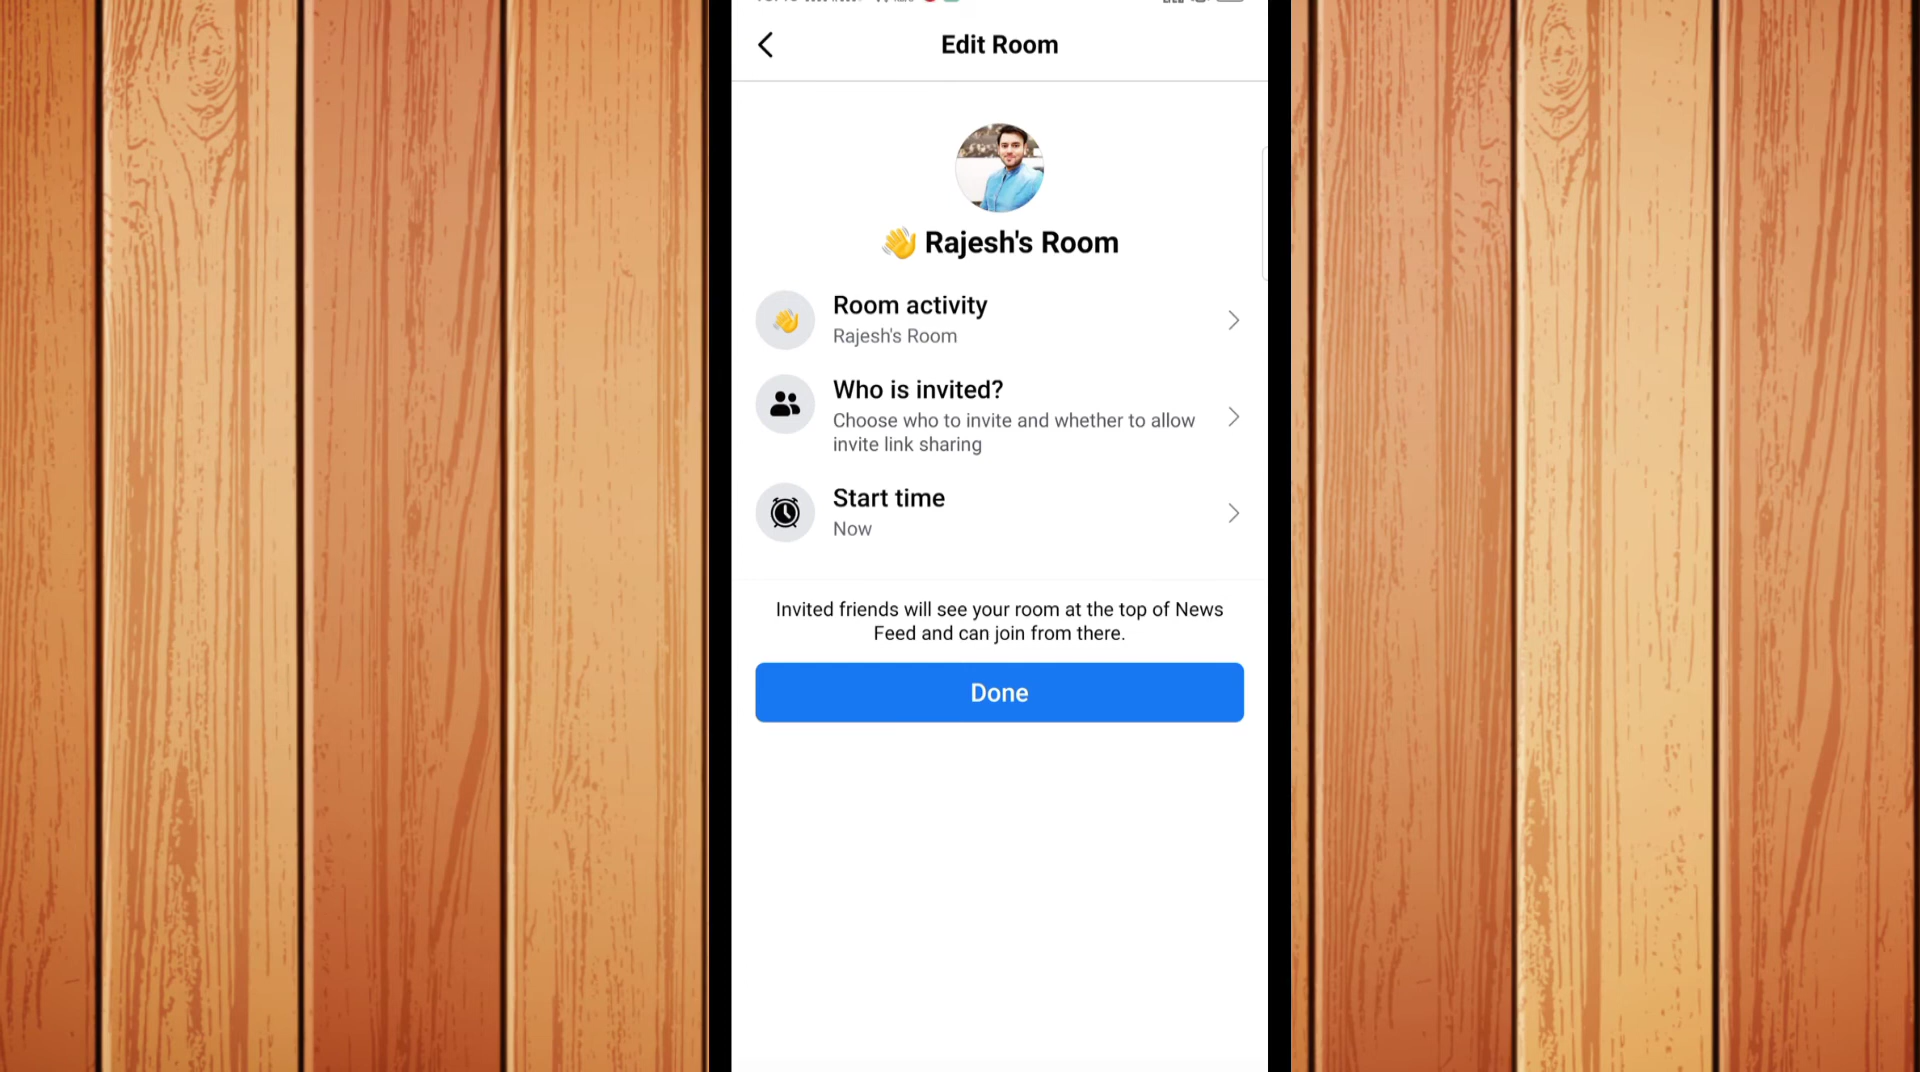 Edit Room
👋 Rajesh's Room
Room activity
Rajesh's Room
Who is invited?
Choose who to invite and whether to allow
invite link sharing
Start time
Now
Invited friends will see your room at the top of News
Feed and can join from there.
Done